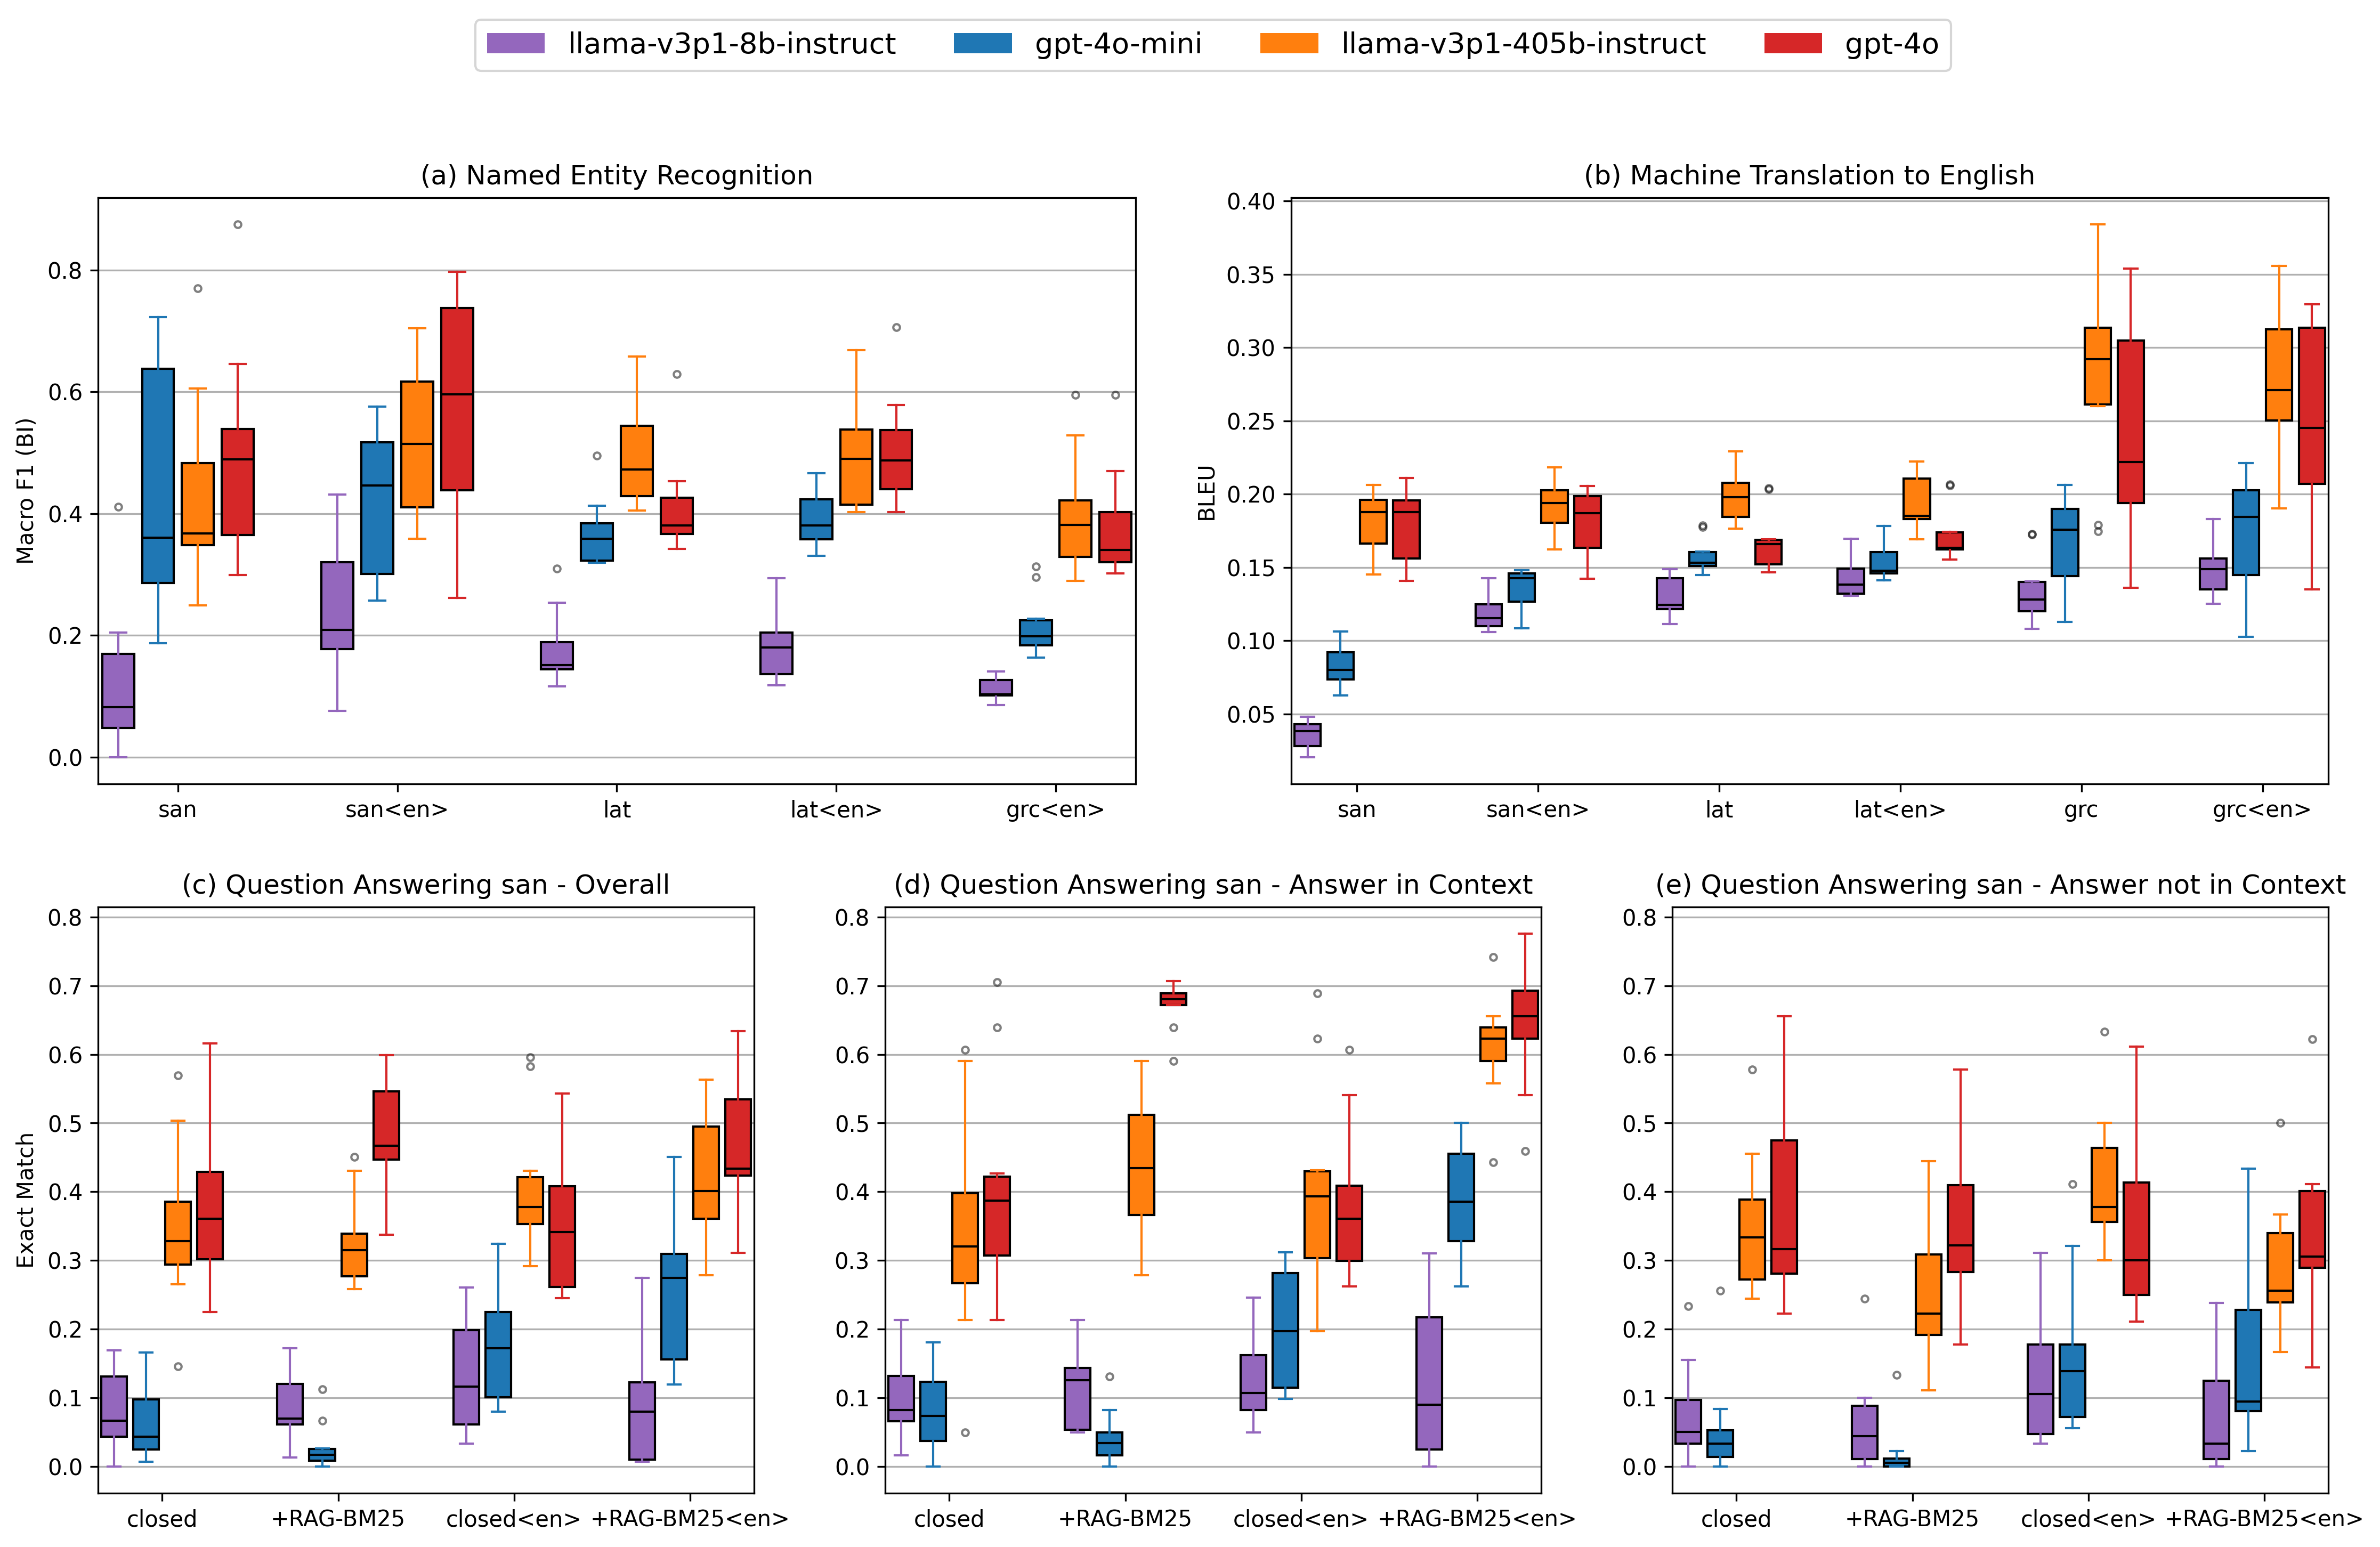 llama-v3p1-8b-instruct gpt-4o-mini llama-v3p1-405b-instruct gpt-4o
(a) Named Entity Recognition
Macro F1 (BI)
0.8
0.6
0.4
0.2
0.0
san san<en> lat lat<en> grc<en>
(b) Machine Translation to English
BLEU
0.40
0.35
0.30
0.25
0.20
0.15
0.10
0.05
san san<en> lat lat<en> grc grc<en>
(c) Question Answering san - Overall
Exact Match
0.8
0.7
0.6
0.5
0.4
0.3
0.2
0.1
0.0
closed +RAG-BM25 closed<en> +RAG-BM25<en>
(d) Question Answering san - Answer in Context
0.8
0.7
0.6
0.5
0.4
0.3
0.2
0.1
0.0
closed +RAG-BM25 closed<en> +RAG-BM25<en>
(e) Question Answering san - Answer not in Context
0.8
0.7
0.6
0.5
0.4
0.3
0.2
0.1
0.0
closed +RAG-BM25 closed<en> +RAG-BM25<en>